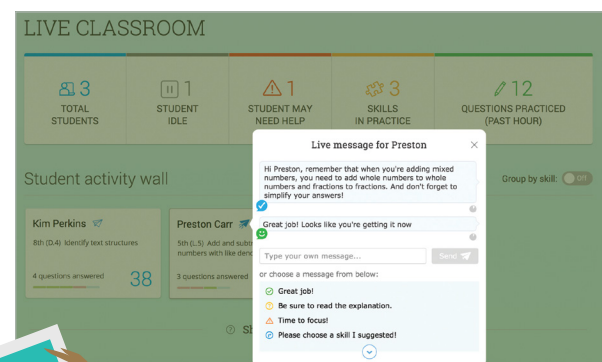 LIVE CLASSROOM
3
TOTAL
STUDENTS
1
STUDENT
IDLE
1
STUDENT MAY
NEED HELP
3
SKILLS
IN PRACTICE
12
QUESTIONS PRACTICED
(PAST HOUR)
Student activity wall
Group by skill: Off
Kim Perkins
8th (D.4) Identify text structures
4 questions answered
38
Preston Carr
5th (L.5) Add and
numbers with like
3 questions answered
Live message for Preston
Hi Preston, remember that when you're adding mixed
numbers, you need to add whole numbers to whole
numbers and fractions to fractions. And don't forget to
simplify your answers!
Great job! Looks like you're getting it now
Type your own message...
Send
or choose a message from below:
Great job!
Be sure to read the explanation.
Time to focus!
Please choose a skill I suggested!